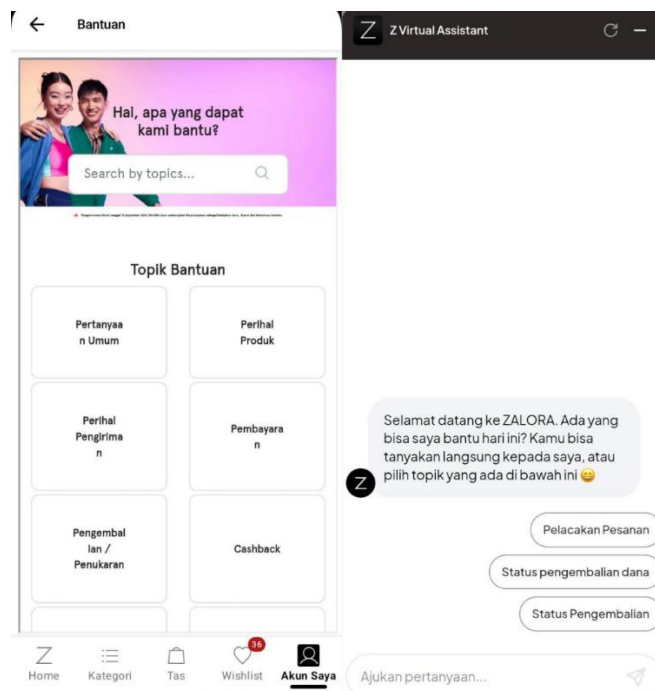 Bantuan
Hai, apa yang dapat
kami bantu?
Search by topics...
Topik Bantuan
Pertanyaa
n Umum
Perihal
Produk
Perihal
Pengirima
n
Pembayara
n
Pengembal
ian /
Penukaran
Cashback
36
Home
Kategori
Tas
Wishlist
Akun Saya
Z Virtual Assistant
Selamat datang ke ZALORA. Ada yang
bisa saya bantu hari ini? Kamu bisa
tanyakan langsung kepada saya, atau
pilih topik yang ada di bawah ini 😀
Pelacakan Pesanan
Status pengembalian dana
Status Pengembalian
Ajukan pertanyaan...